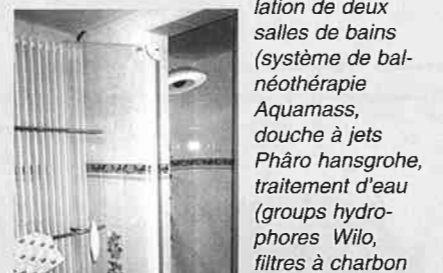 lation de deux
salles de bains
(système de bal-
néothérapie
Aquamass,
douche à jets
Phâro hansgrohe,
traitement d'eau
(groups hydro-
phores Wilo,
filtres à charbon